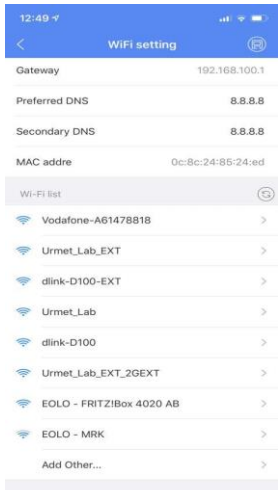 12:49
WiFi setting
Gateway 192.168.100.1
Preferred DNS 8.8.8.8
Secondary DNS 8.8.8.8
MAC addre 0c:8c:24:85:24:ed
Wi-Fi list
Vodafone-A61478818
Urmet_Lab_EXT
dlink-D100-EXT
Urmet_Lab
dlink-D100
Urmet_Lab_EXT_2GEXT
EOLO - FRITZ!Box 4020 AB
EOLO - MRK
Add Other...